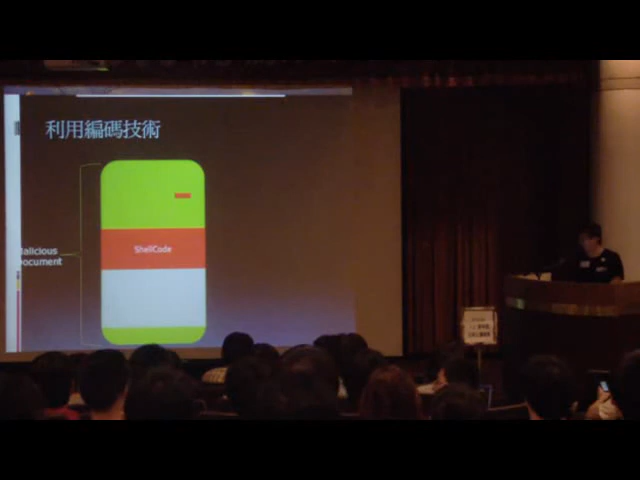 利用編碼技術
ShellCode
Malicious
Document